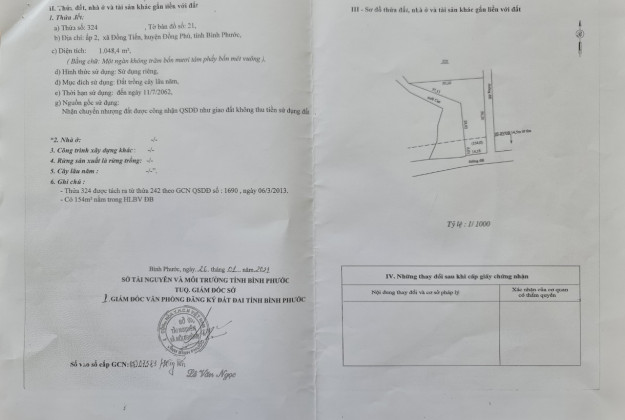 II. Thửa đất, nhà ở và tài sản khác gắn liền với đất
1. Thửa đất:
a) Thửa số: 324 , Tờ bản đồ số: 21,
b) Địa chỉ: ấp 2, xã Đồng Tiến, huyện Đồng Phú, tỉnh Bình Phước,
c) Diện tích: 1.048,4 m²,
( Bằng chữ: Một ngàn không trăm bốn mươi tám phẩy bốn mét vuông ),
d) Hình thức sử dụng: Sử dụng riêng,
đ) Mục đích sử dụng: Đất trồng cây lâu năm,
e) Thời hạn sử dụng: đến ngày 11/7/2062,
g) Nguồn gốc sử dụng:
Nhận chuyển nhượng đất được công nhận QSDĐ như giao đất không thu tiền sử dụng đất
*2. Nhà ở: -/-
3. Công trình xây dựng khác: -/-
4. Rừng sản xuất là rừng trồng: -/-
5. Cây lâu năm : -/-
6. Ghi chú :
- Thửa 324 được tách ra từ thửa 242 theo GCN QSDĐ số : 1690 , ngày 06/3/2013.
- Có 154m² nằm trong HLBV ĐB
Bình Phước, ngày tháng năm
SỞ TÀI NGUYÊN VÀ MÔI TRƯỜNG TỈNH BÌNH PHƯỚC
TUQ. GIÁM ĐỐC SỞ
GIÁM ĐỐC VĂN PHÒNG ĐĂNG KÝ ĐẤT ĐAI TỈNH BÌNH PHƯỚC
Số vào sổ cấp GCN:
Lê Văn Ngọc
III - Sơ đồ thửa đất, nhà ở và tài sản khác gắn liền với đất
Tỷ lệ : 1/ 1000
IV. Những thay đổi sau khi cấp giấy chứng nhận
Nội dung thay đổi và cơ sở pháp lý
Xác nhận của cơ quan
có thẩm quyền